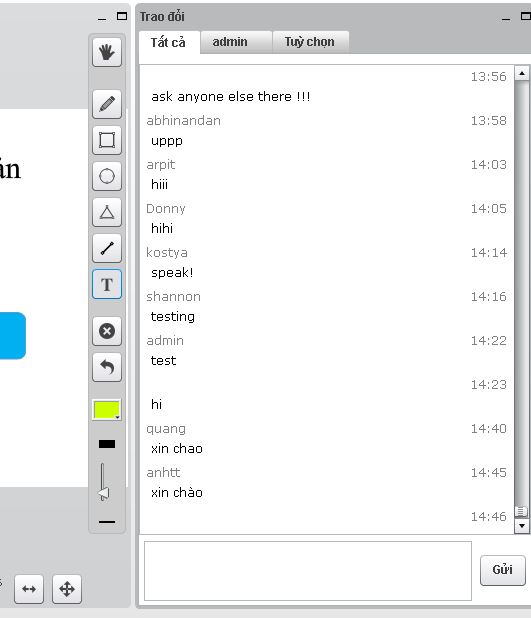 Trao đổi
Tất cả
admin
Tuỳ chọn
13:56
ask anyone else there !!!
abhinandan 13:58
uppp
arpit 14:03
hiii
Donny 14:05
hihi
kostya 14:14
speak!
shannon 14:16
testing
admin 14:22
test
14:23
hi
quang 14:40
xin chao
anhtt 14:45
xin chào
14:46
Gửi
T